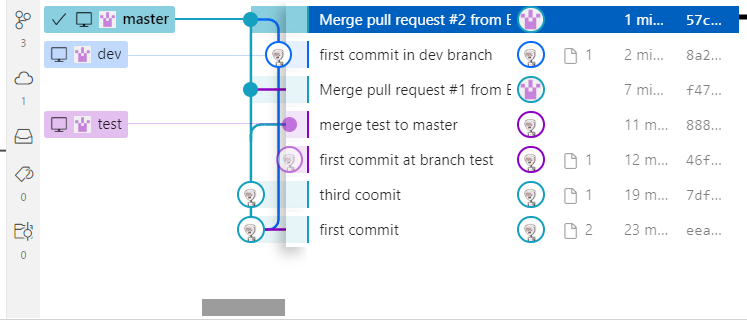 master Merge pull request #2 from E 1 mi... 57c...
3
dev first commit in dev branch 1 2 mi... 8a2...
Merge pull request #1 from E 7 mi... f47...
1
test merge test to master 11 m... 888...
first commit at branch test 1 12 m... 46f...
0
third coomit 1 19 m... 7df...
first commit 2 23 m... eea...
0